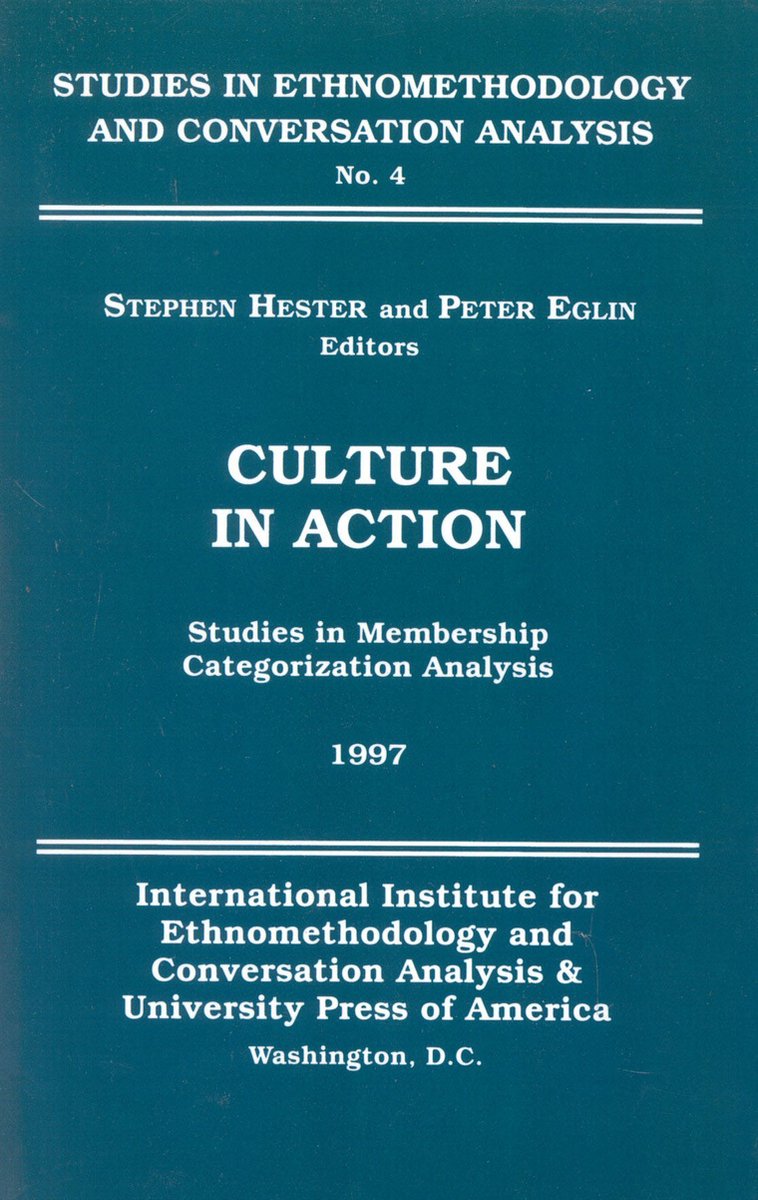 STUDIES IN ETHNOMETHODOLOGY
AND CONVERSATION ANALYSIS
No. 4
STEPHEN HESTER and PETER EGLIN
Editors
CULTURE
IN ACTION
Studies in Membership
Categorization Analysis
1997
International Institute for
Ethnomethodology and
Conversation Analysis &
University Press of America
Washington, D.C.